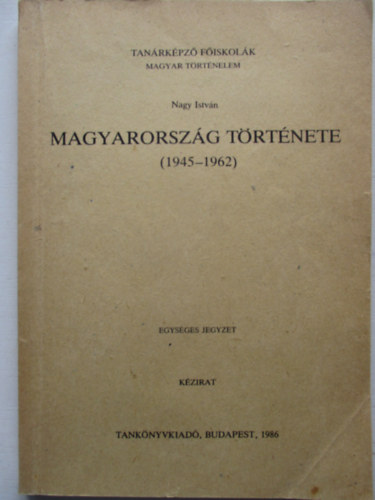 TANÁRKÉPZŐ FŐISKOLÁK
MAGYAR TÖRTÉNELEM
Nagy István
MAGYARORSZÁG TÖRTÉNETE
(1945–1962)
EGYSÉGES JEGYZET
KÉZIRAT
TANKÖNYVKIADÓ, BUDAPEST, 1986